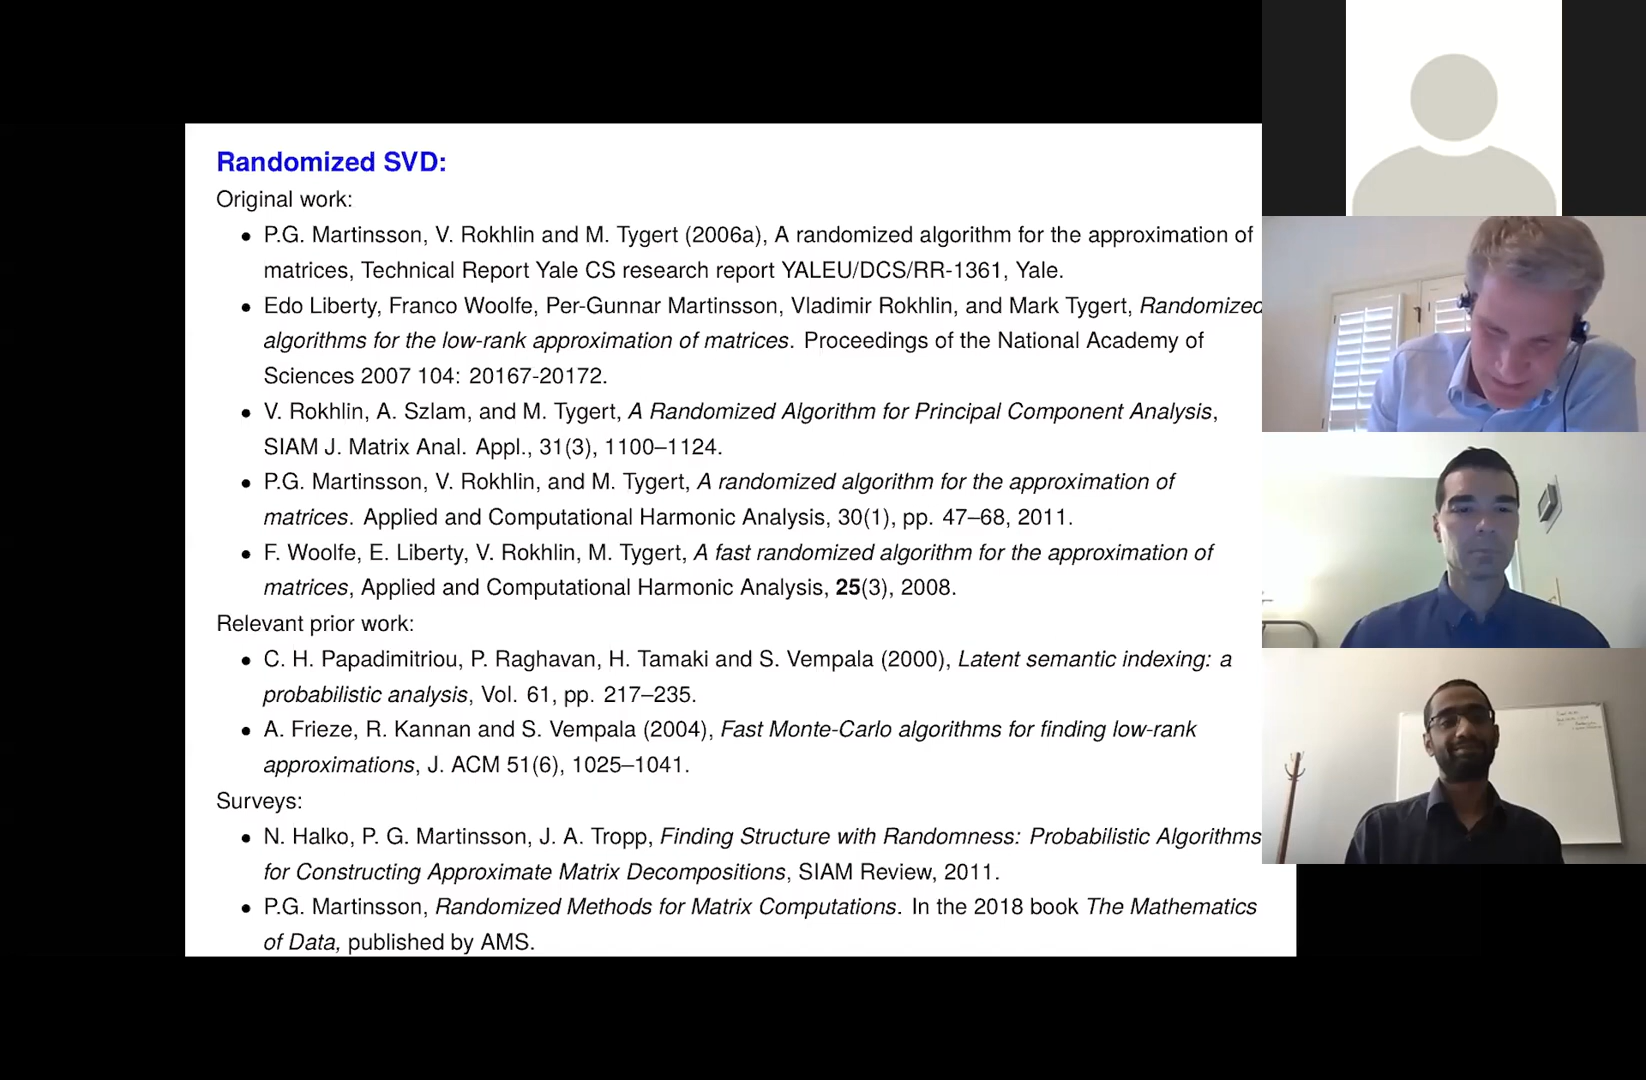 Randomized SVD:
Original work:
• P.G. Martinsson, V. Rokhlin and M. Tygert (2006a), A randomized algorithm for the approximation of
matrices, Technical Report Yale CS research report YALEU/DCS/RR-1361, Yale.
• Edo Liberty, Franco Woolfe, Per-Gunnar Martinsson, Vladimir Rokhlin, and Mark Tygert, Randomized
algorithms for the low-rank approximation of matrices. Proceedings of the National Academy of
Sciences 2007 104: 20167-20172.
• V. Rokhlin, A. Szlam, and M. Tygert, A Randomized Algorithm for Principal Component Analysis,
SIAM J. Matrix Anal. Appl., 31(3), 1100–1124.
• P.G. Martinsson, V. Rokhlin, and M. Tygert, A randomized algorithm for the approximation of
matrices. Applied and Computational Harmonic Analysis, 30(1), pp. 47–68, 2011.
• F. Woolfe, E. Liberty, V. Rokhlin, M. Tygert, A fast randomized algorithm for the approximation of
matrices, Applied and Computational Harmonic Analysis, 25(3), 2008.
Relevant prior work:
• C. H. Papadimitriou, P. Raghavan, H. Tamaki and S. Vempala (2000), Latent semantic indexing: a
probabilistic analysis, Vol. 61, pp. 217–235.
• A. Frieze, R. Kannan and S. Vempala (2004), Fast Monte-Carlo algorithms for finding low-rank
approximations, J. ACM 51(6), 1025–1041.
Surveys:
• N. Halko, P. G. Martinsson, J. A. Tropp, Finding Structure with Randomness: Probabilistic Algorithms
for Constructing Approximate Matrix Decompositions, SIAM Review, 2011.
• P.G. Martinsson, Randomized Methods for Matrix Computations. In the 2018 book The Mathematics
of Data, published by AMS.